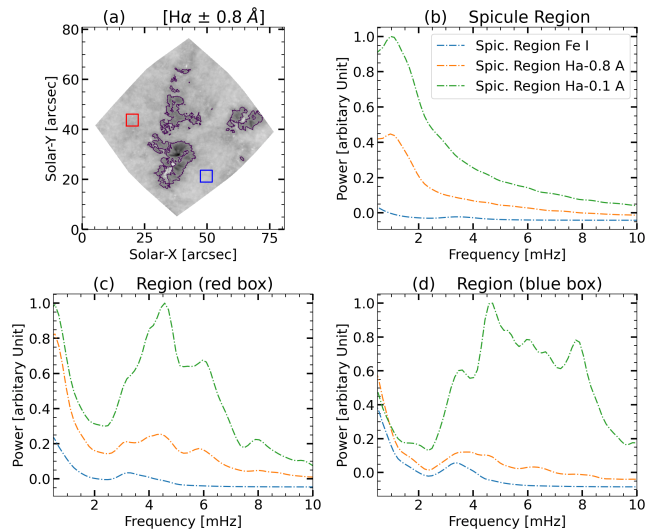 (a) [Hα ± 0.8 Å]
80
60
40
20
0
Solar-Y [arcsec]
0 25 50 75
Solar-X [arcsec]
(b) Spicule Region
Spic. Region Fe I
Spic. Region Ha-0.8 A
Spic. Region Ha-0.1 A
1.0
0.8
0.6
0.4
0.2
0.0
Power [arbitary Unit]
2 4 6 8 10
Frequency [mHz]
(c) Region (red box)
1.0
0.8
0.6
0.4
0.2
0.0
Power [arbitary Unit]
2 4 6 8 10
Frequency [mHz]
(d) Region (blue box)
1.0
0.8
0.6
0.4
0.2
0.0
Power [arbitary Unit]
2 4 6 8 10
Frequency [mHz]